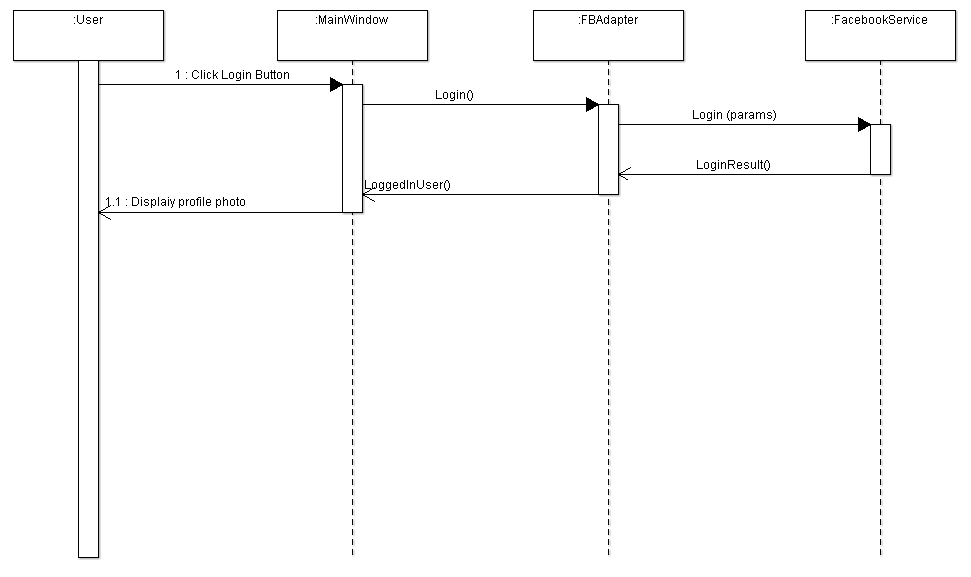 :User
:MainWindow
:FBAdapter
:FacebookService
1 : Click Login Button
Login()
Login (params)
LoginResult()
LoggedInUser()
1.1 : Displaiy profile photo